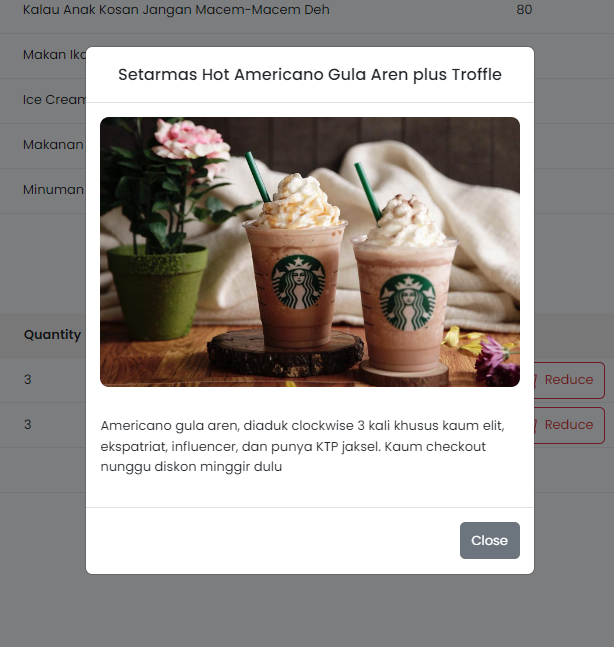 Kalau Anak Kosan Jangan Macem-Macem Deh 80
Makan Iko
Setarmas Hot Americano Gula Aren plus Troffle
Ice Cream
Makanan
Minuman
Quantity
3 Reduce
3 Reduce
Americano gula aren, diaduk clockwise 3 kali khusus kaum elit,
ekspatriat, influencer, dan punya KTP jaksel. Kaum checkout
nunggu diskon minggir dulu
Close